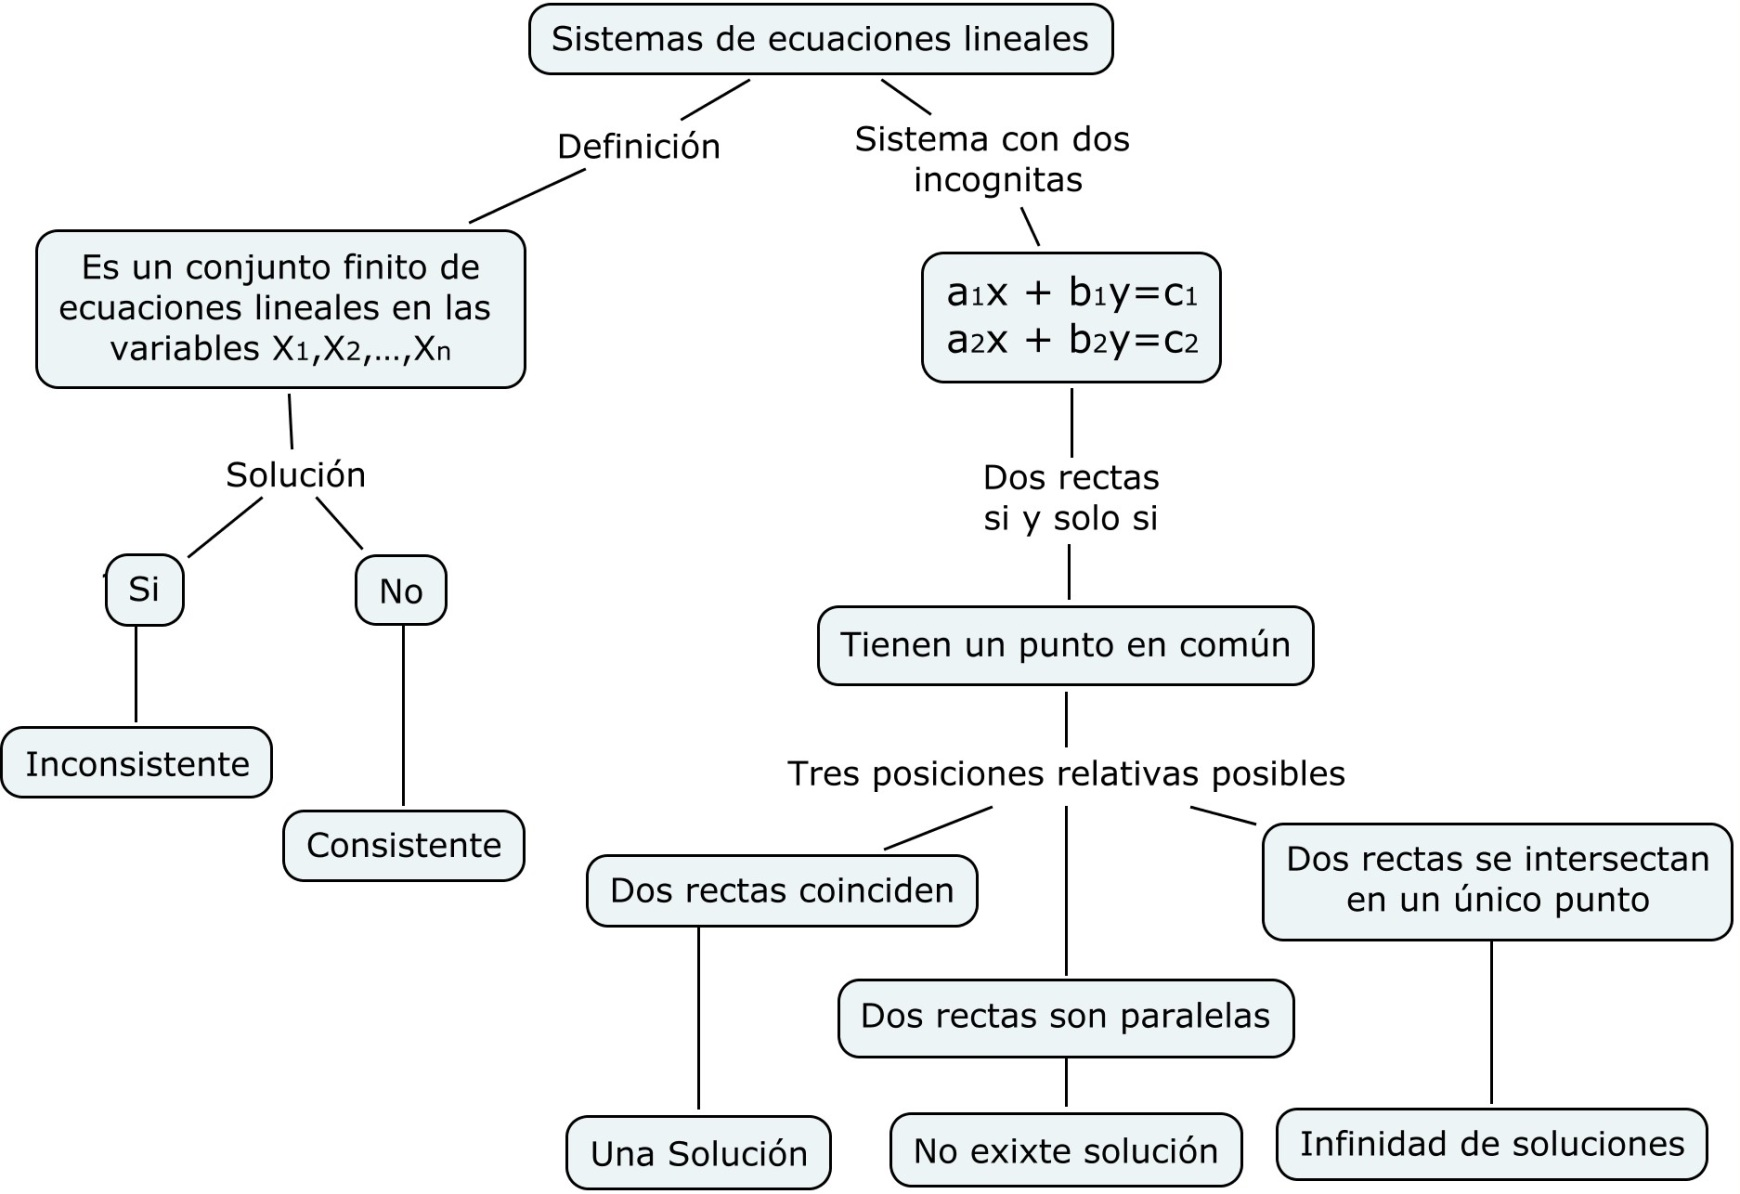 Sistemas de ecuaciones lineales
Definición
Sistema con dos
incognitas
Es un conjunto finito de
ecuaciones lineales en las
variables X1,X2,...,Xn
a1x + b1y=c1
a2x + b2y=c2
Solución
Dos rectas
si y solo si
Si
No
Tienen un punto en común
Inconsistente
Consistente
Tres posiciones relativas posibles
Dos rectas coinciden
Dos rectas se intersectan
en un único punto
Dos rectas son paralelas
Una Solución
No exixte solución
Infinidad de soluciones